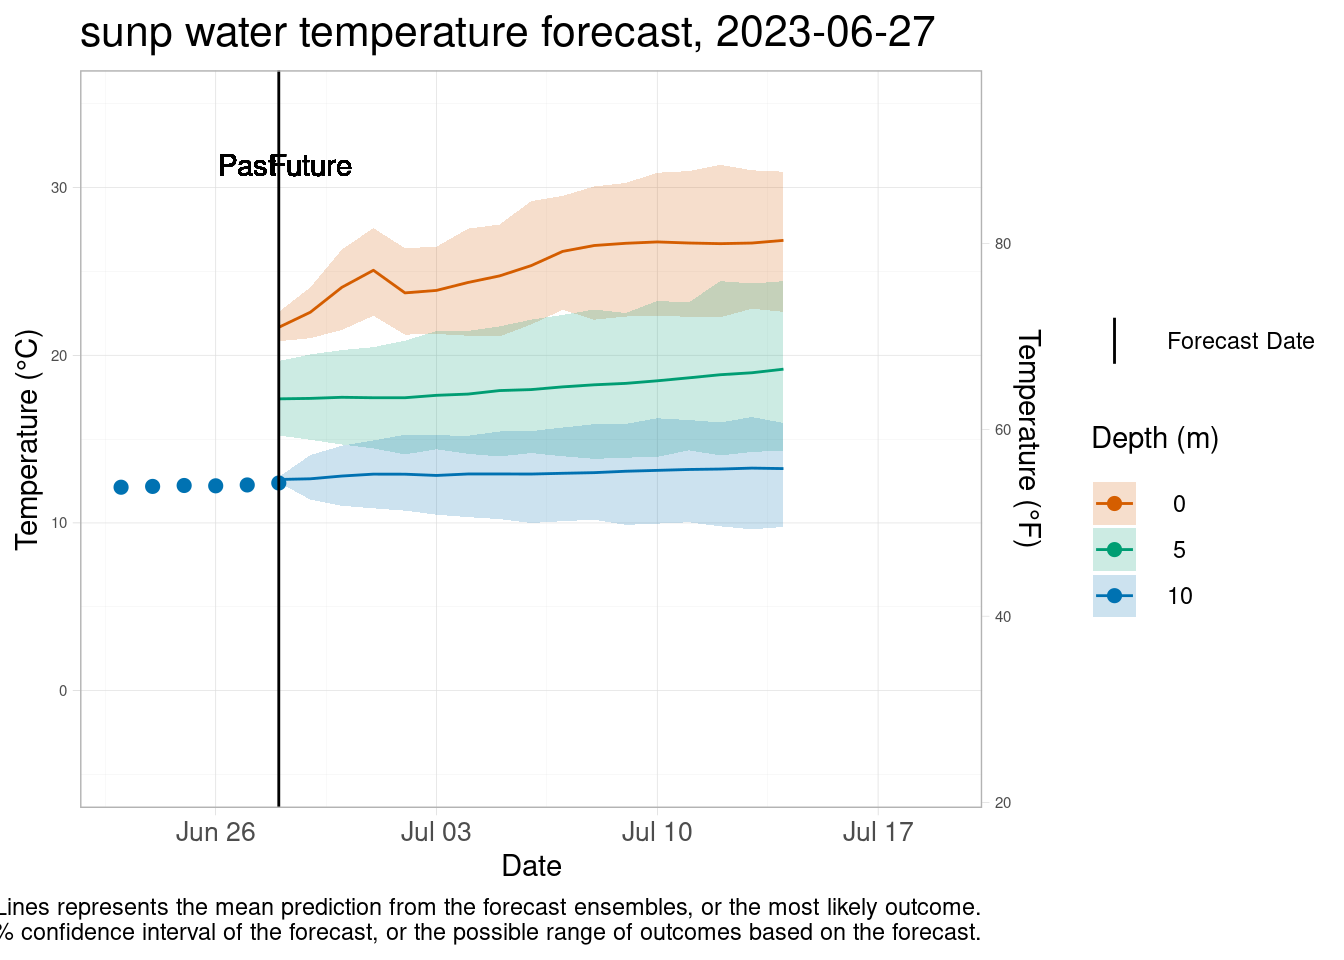 sunp water temperature forecast, 2023-06-27
Past
Future
30
20
10
0
Temperature (°C)
80
60
40
20
Temperature (°F)
Jun 26
Jul 03
Jul 10
Jul 17
Date
Forecast Date
Depth (m)
0
5
10
Lines represents the mean prediction from the forecast ensembles, or the most likely outcome.
% confidence interval of the forecast, or the possible range of outcomes based on the forecast.